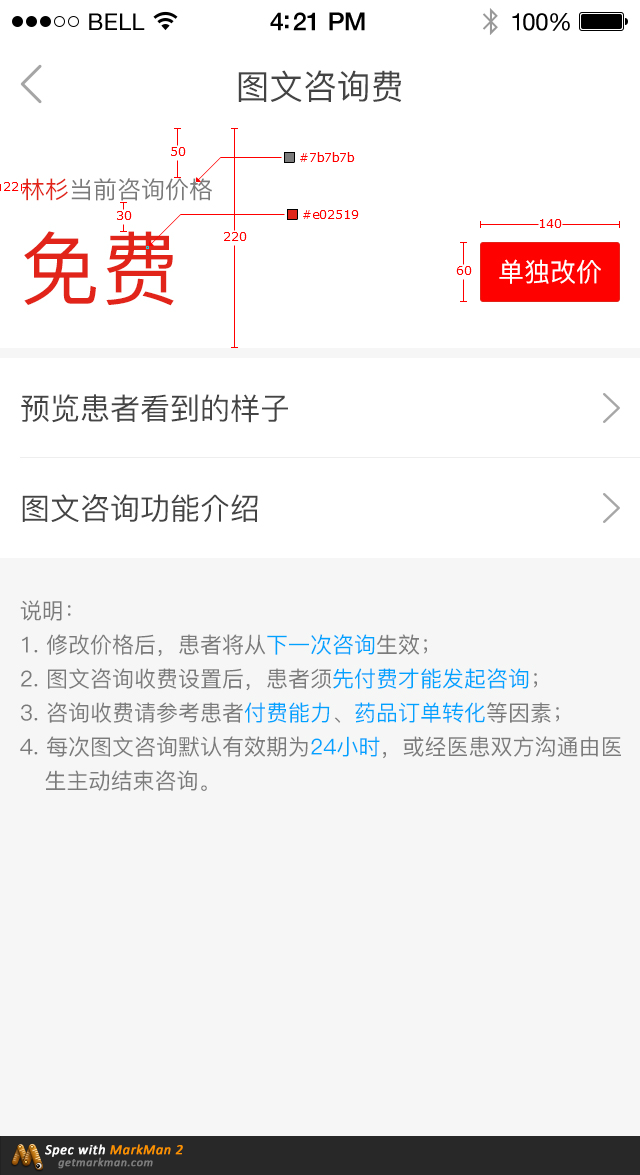 BELL 4:21 PM 100%
图文咨询费
50
#7b7b7b
林杉当前咨询价格
30
#e02519
220
140
免费
60
单独改价
预览患者看到的样子
图文咨询功能介绍
说明：
1. 修改价格后，患者将从下一次咨询生效；
2. 图文咨询收费设置后，患者须先付费才能发起咨询；
3. 咨询收费请参考患者付费能力、药品订单转化等因素；
4. 每次图文咨询默认有效期为24小时，或经医患双方沟通由医
生主动结束咨询。
Spec with MarkMan 2
getmarkman.com